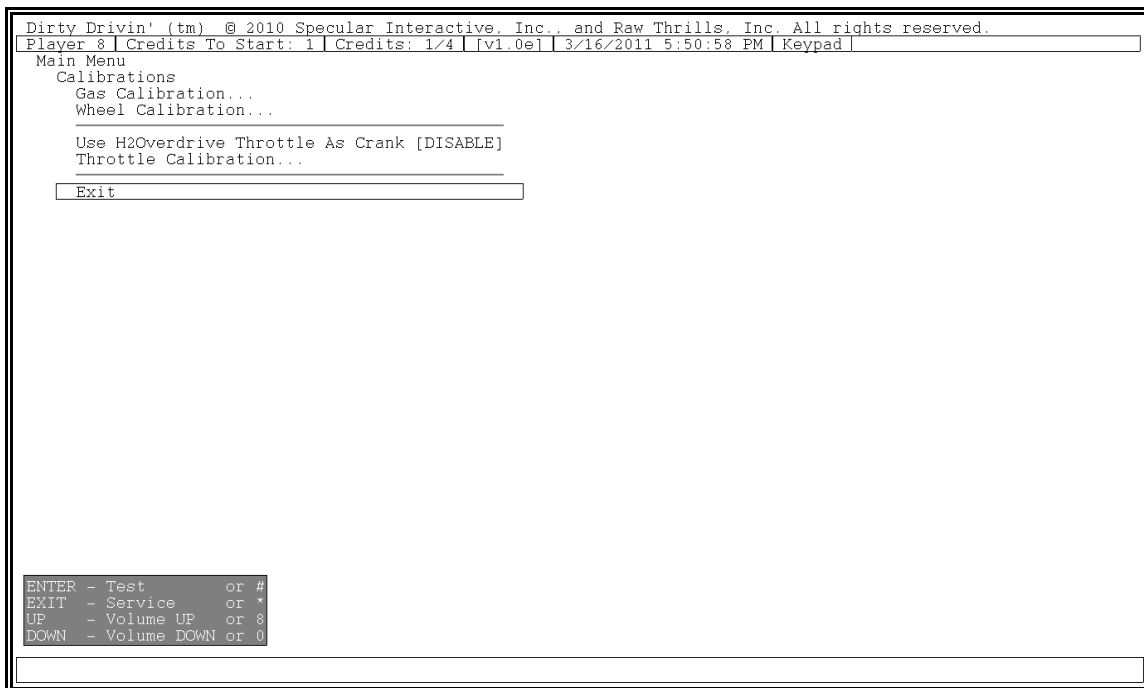 Dirty Drivin' (tm) © 2010 Specular Interactive, Inc., and Raw Thrills, Inc. All rights reserved.
Player 8 | Credits To Start: 1 | Credits: 1/4 | [v1.0e] | 3/16/2011 5:50:58 PM | Keypad |
Main Menu
Calibrations
Gas Calibration...
Wheel Calibration...
Use H2Overdrive Throttle As Crank [DISABLE]
Throttle Calibration...
Exit
ENTER - Test or #
EXIT - Service or *
UP - Volume UP or 8
DOWN - Volume DOWN or 0